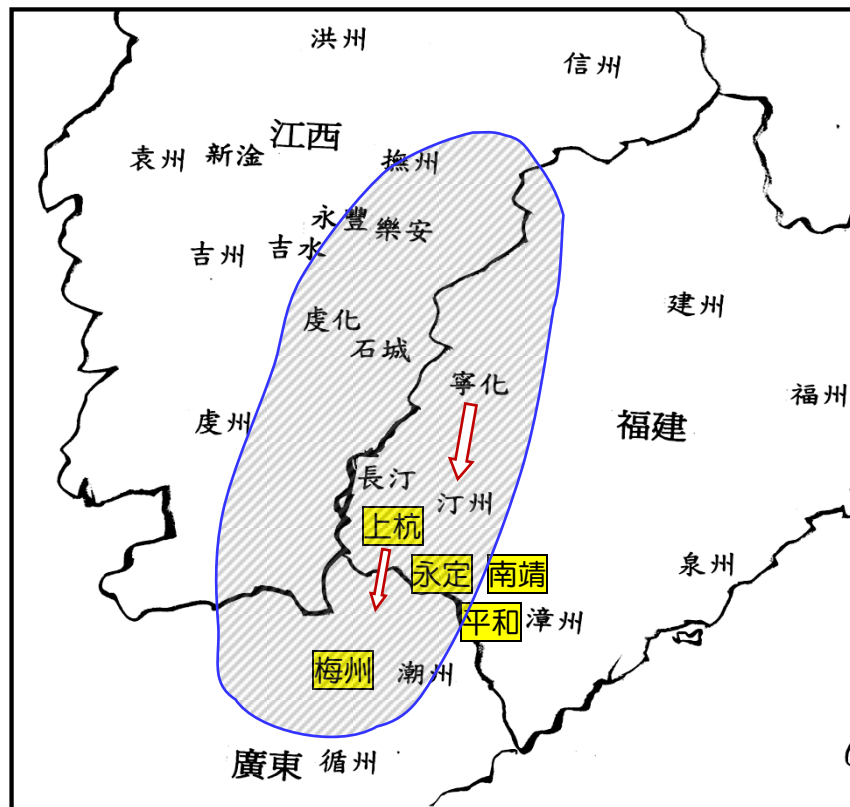 洪州
信州
江西
袁州
新淦
撫州
永豐
樂安
吉州
吉水
建州
虔化
石城
寧化
福州
虔州
福建
長汀
汀州
上杭
泉州
永定
南靖
平和
漳州
梅州
潮州
廣東
循州